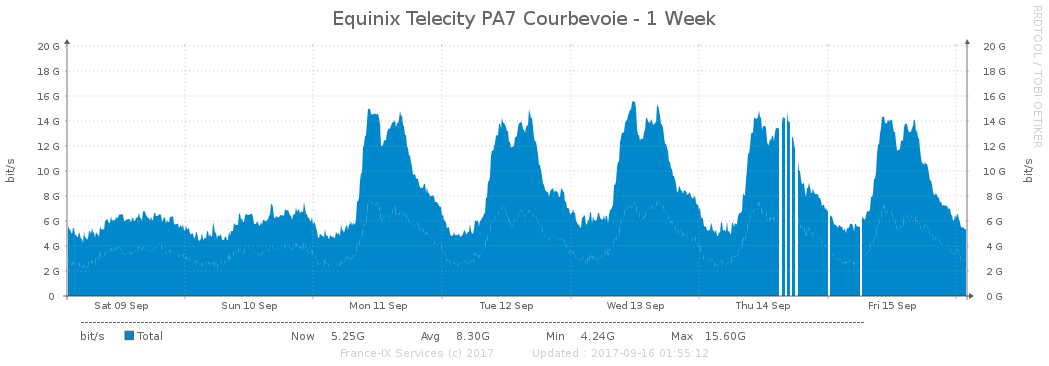 Equinix Telecity PA7 Courbevoie - 1 Week
RRDTOOL / TOBI OETIKER
bit/s
20 G
18 G
16 G
14 G
12 G
10 G
8 G
6 G
4 G
2 G
0
20 G
18 G
16 G
14 G
12 G
10 G
8 G
6 G
4 G
2 G
0 G
bit/s
Sat 09 Sep Sun 10 Sep Mon 11 Sep Tue 12 Sep Wed 13 Sep Thu 14 Sep Fri 15 Sep
bit/s Total Now 5.25G Avg 8.30G Min 4.24G Max 15.60G
France-IX Services (c) 2017 Updated : 2017-09-16 01:55:12